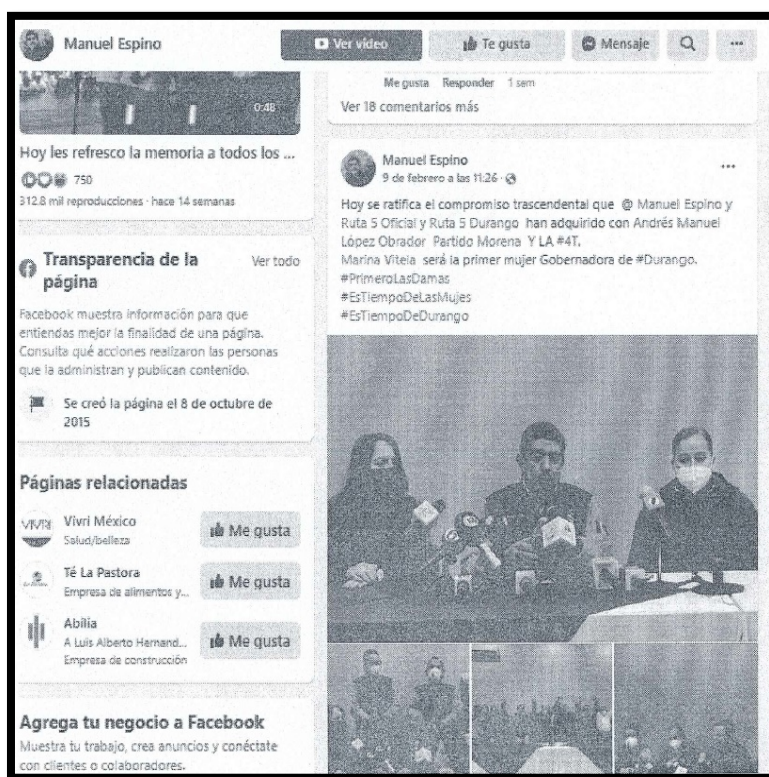 Manuel Espino
Ver video
Te gusta
Mensaje
0:48
Hoy les refresco la memoria a todos los ...
750
312.8 mil reproducciones · hace 14 semanas
Transparencia de la página
Ver todo
Facebook muestra información para que
entiendas mejor la finalidad de una página.
Consulta qué acciones realizaron las personas
que la administran y publican contenido.
Se creó la página el 8 de octubre de
2015
Páginas relacionadas
VIVRI
Vivri México
Salud/belleza
Me gusta
Té La Pastora
Empresa de alimentos y...
Me gusta
Abilia
A Luis Alberto Hernand...
Empresa de construcción
Me gusta
Agrega tu negocio a Facebook
Muestra tu trabajo, crea anuncios y conéctate
con clientes o colaboradores.
Me gusta Responder 1 sem
Ver 18 comentarios más
Manuel Espino
9 de febrero a las 11:26 ·
Hoy se ratifica el compromiso trascendental que @ Manuel Espino y
Ruta 5 Oficial y Ruta 5 Durango han adquirido con Andrés Manuel
López Obrador Partido Morena Y LA #4T.
Marina Vitela será la primer mujer Gobernadora de #Durango.
#PrimeroLasDamas
#EsTiempoDeLasMujes
#EsTiempoDeDurango